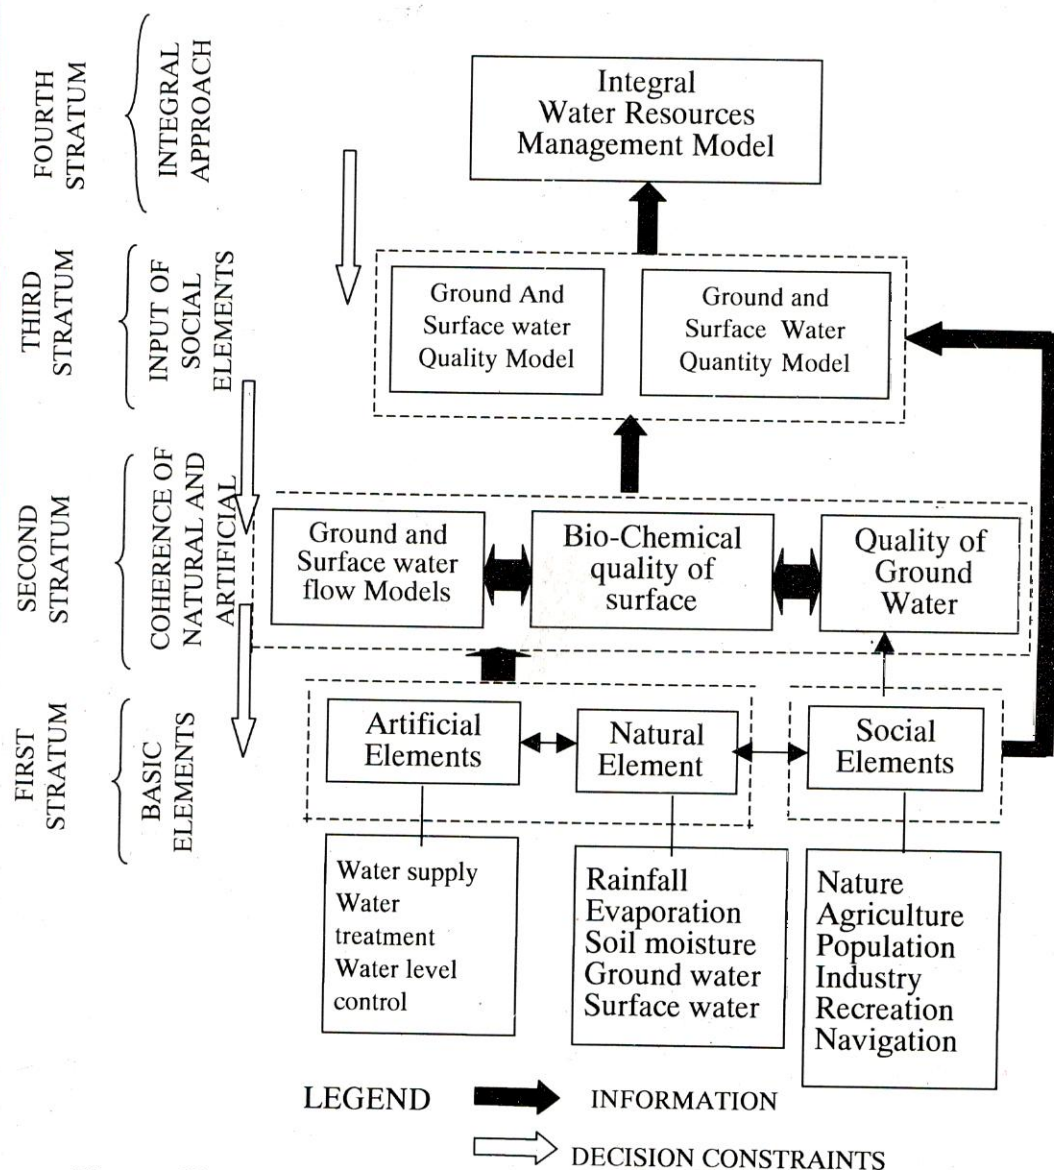 FOURTH
STRATUM
INTEGRAL
APPROACH
Integral
Water Resources
Management Model
THIRD
STRATUM
INPUT OF
SOCIAL
ELEMENTS
Ground And
Surface water
Quality Model
Ground and
Surface Water
Quantity Model
SECOND
STRATUM
COHERENCE OF
NATURAL AND
ARTIFICIAL
Ground and
Surface water
flow Models
Bio-Chemical
quality of
surface
Quality of
Ground
Water
FIRST
STRATUM
BASIC
ELEMENTS
Artificial
Elements
Natural
Element
Social
Elements
Water supply
Water
treatment
Water level
control
Rainfall
Evaporation
Soil moisture
Ground water
Surface water
Nature
Agriculture
Population
Industry
Recreation
Navigation
LEGEND
INFORMATION
DECISION CONSTRAINTS